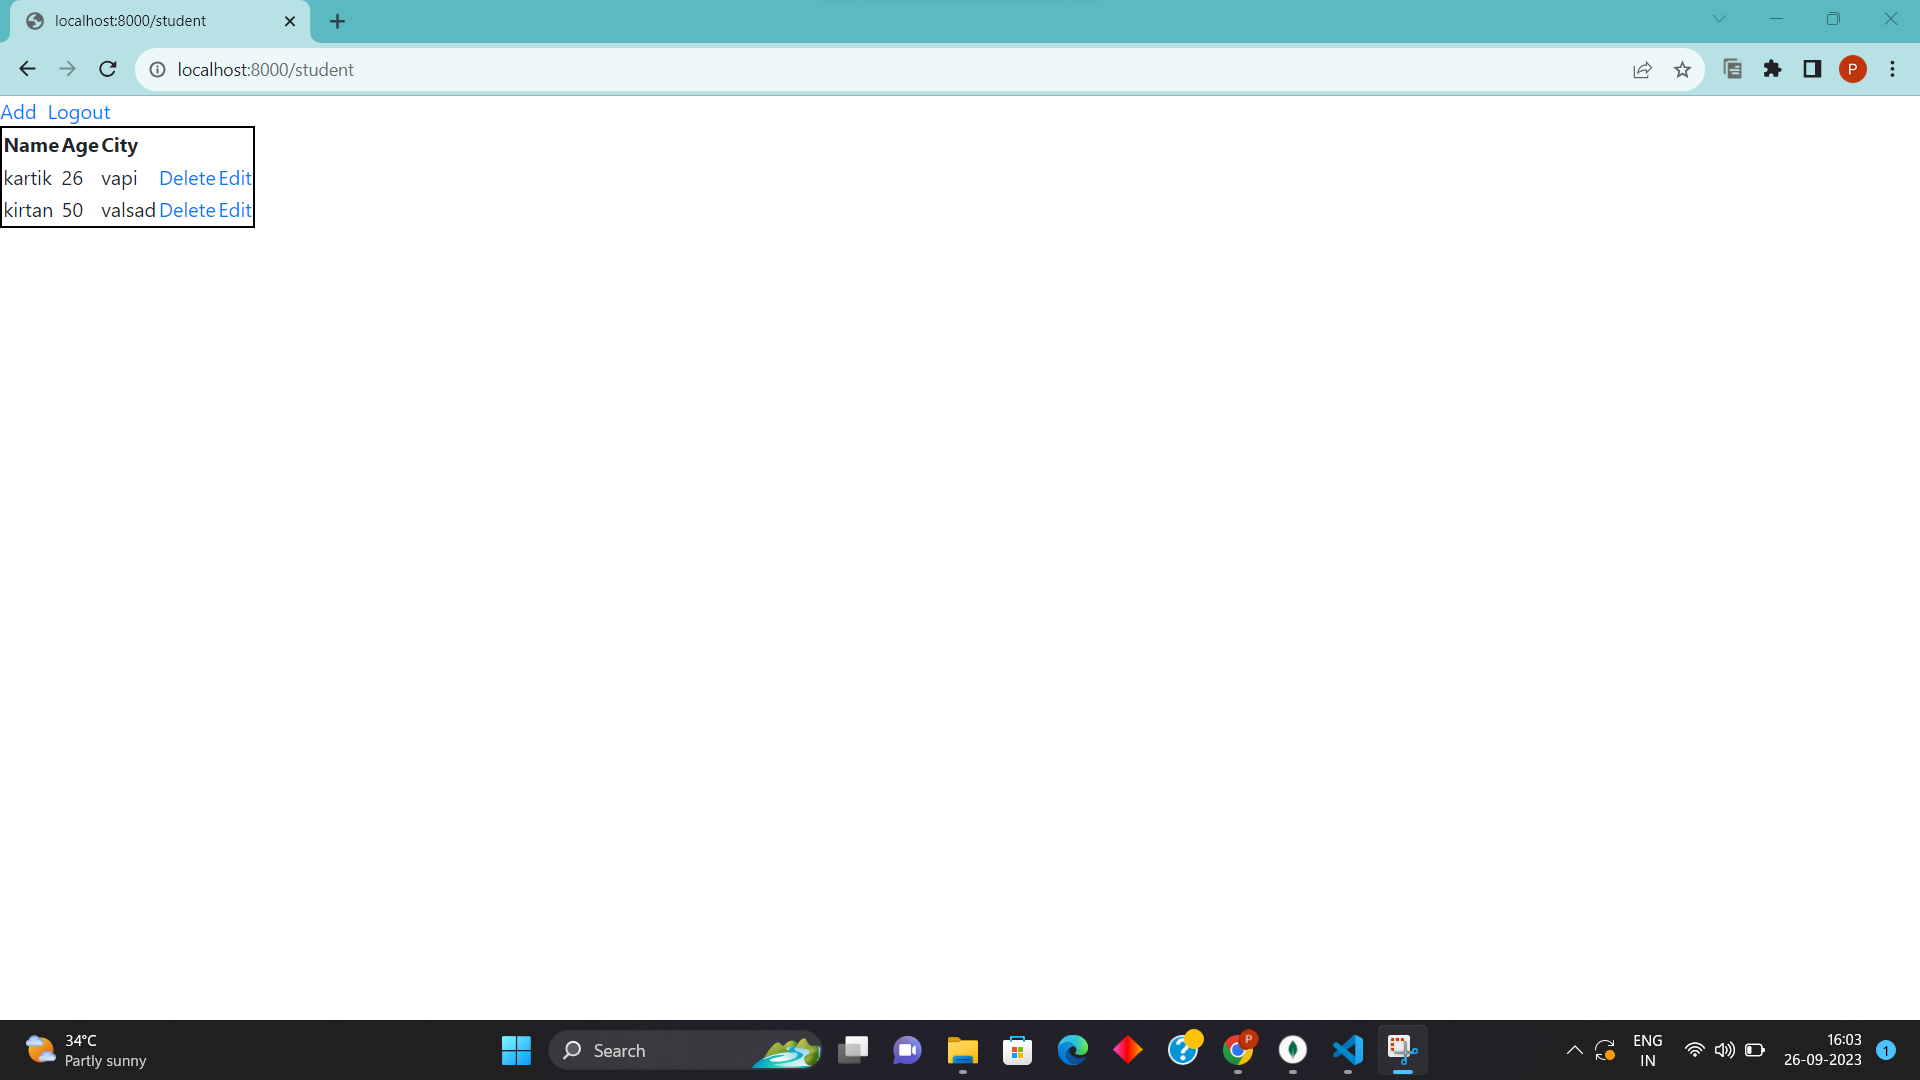 localhost:8000/student
localhost:8000/student
P
Add Logout
Name Age City
kartik 26 vapi Delete Edit
kirtan 50 valsad Delete Edit
34°C
Partly sunny
Search
P
ENG
IN
16:03
26-09-2023
1